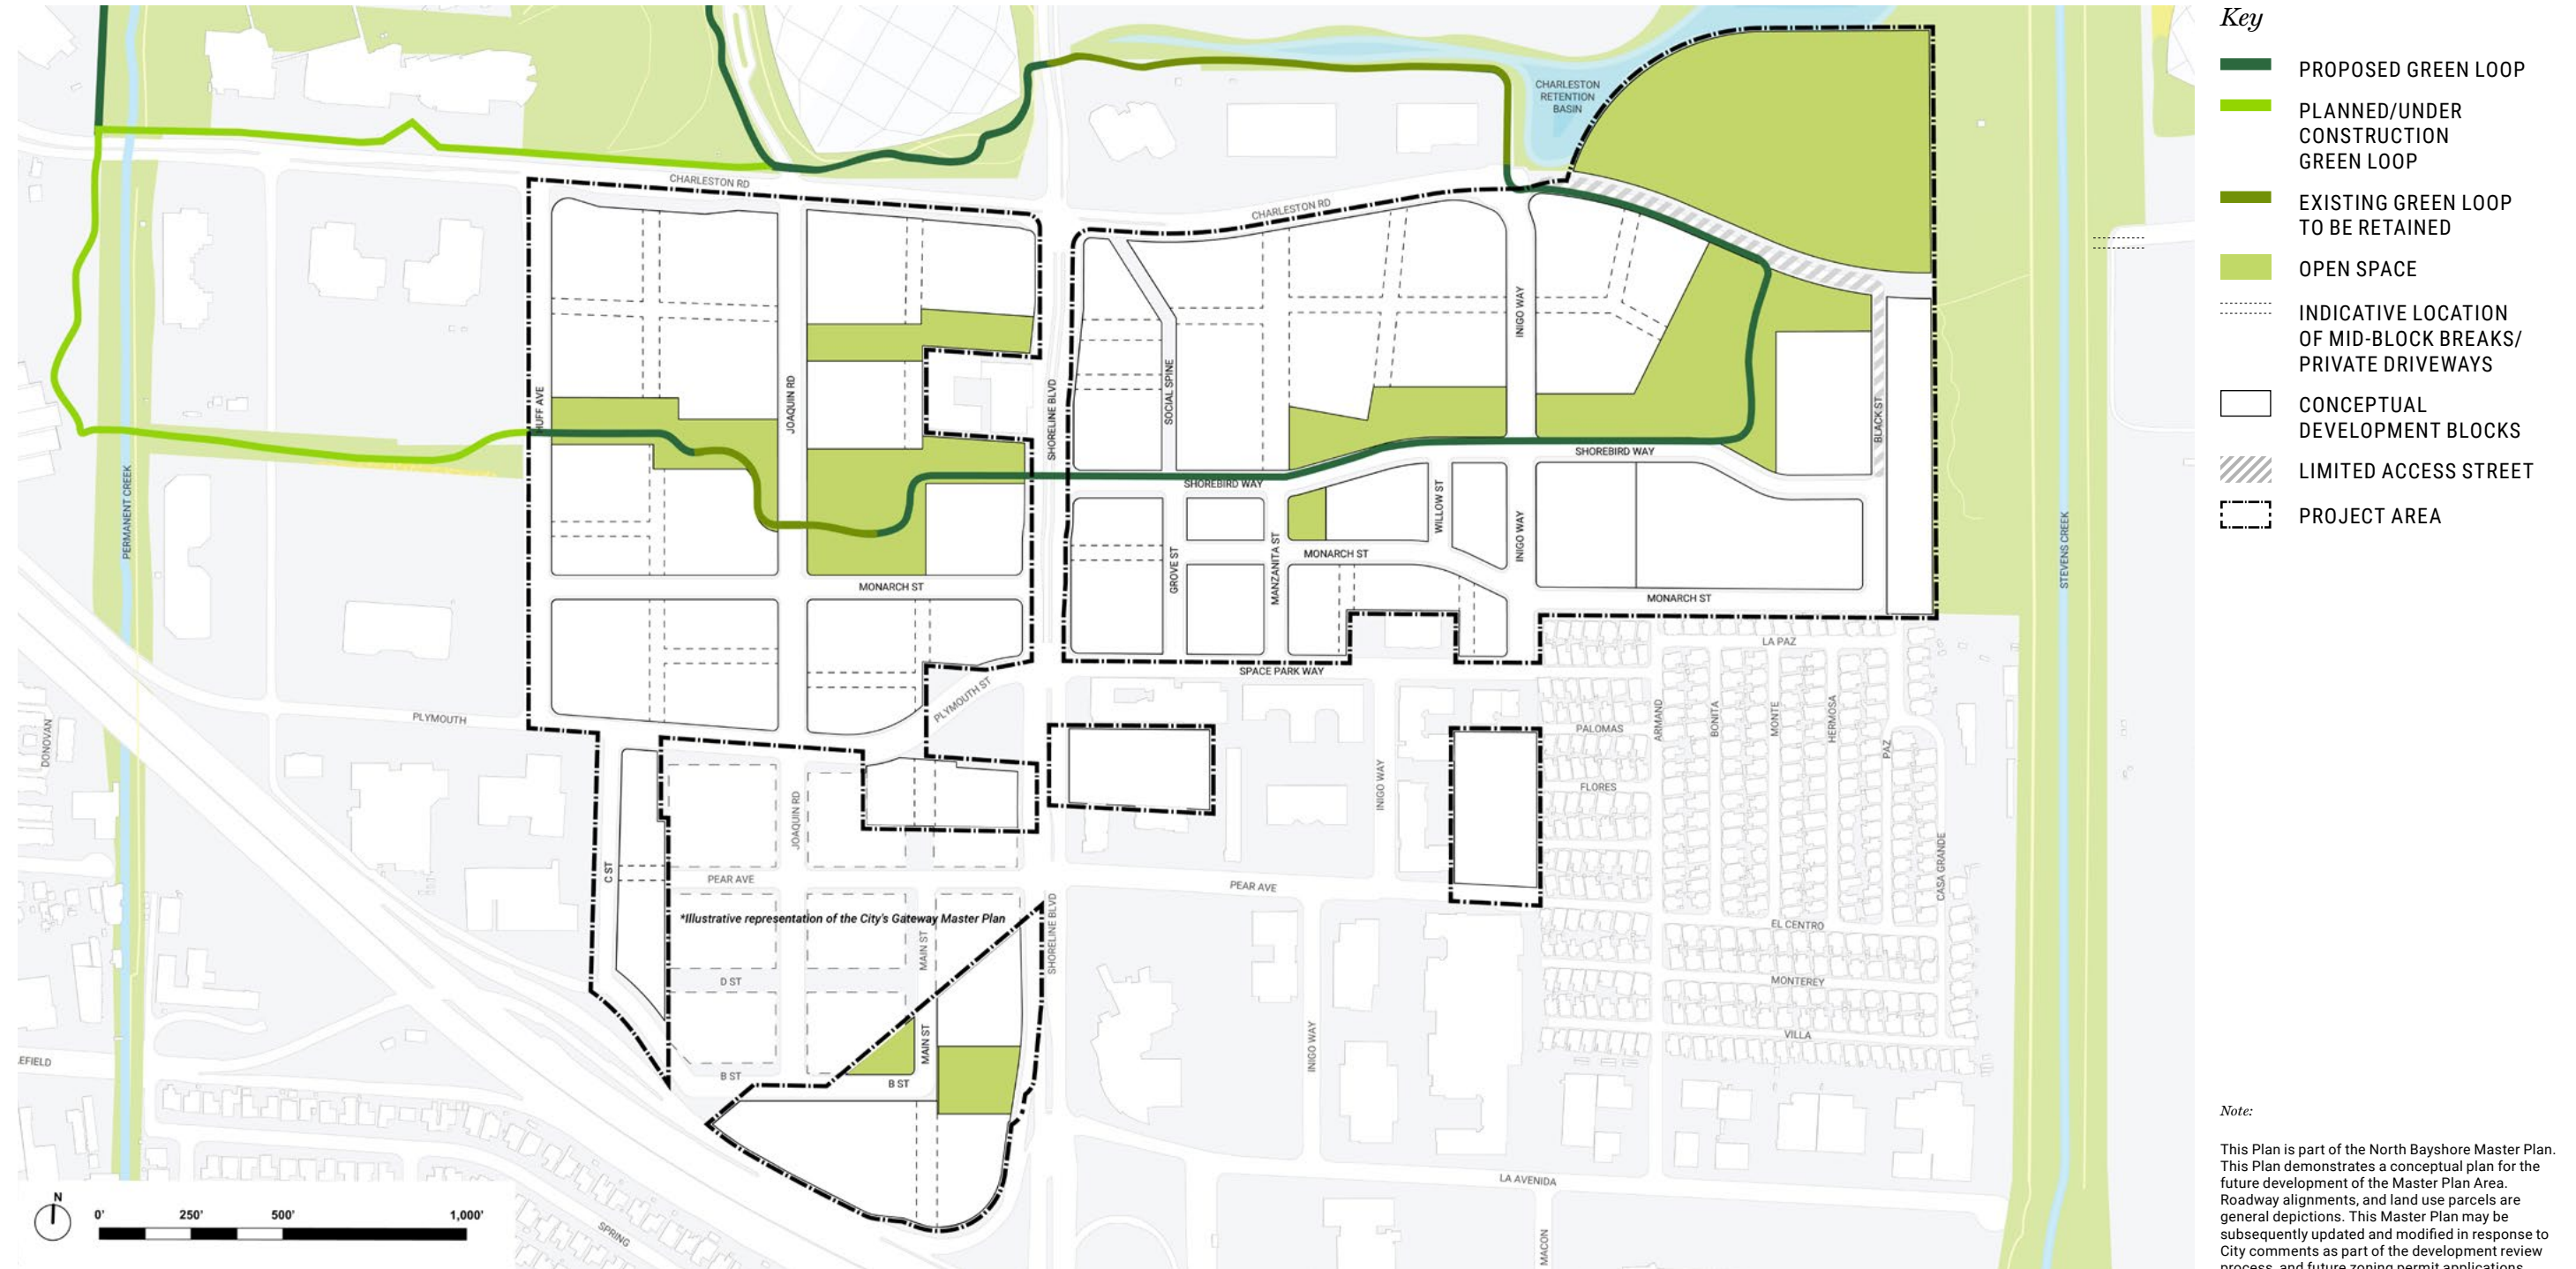 CHARLESTON
RETENTION
BASIN
CHARLESTON RD
CHARLESTON RD
HUFF AVE
JOAQUIN RD
SHORELINE BLVD
SOCIAL SPINE
INIGO WAY
BLACK ST
SHOREBIRD WAY
SHOREBIRD WAY
PERMANENT CREEK
STEVENS CREEK
WILLOW ST
INIGO WAY
GROVE ST
MANZANITA ST
MONARCH ST
MONARCH ST
MONARCH ST
SPACE PARK WAY
LA PAZ
PLYMOUTH ST
PLYMOUTH
DONOVAN
PALOMAS
ARMAND
BONITA
MONTE
HERMOSA
PAZ
FLORES
INIGO WAY
JOAQUIN RD
C ST
PEAR AVE
PEAR AVE
CASA GRANDE
*Illustrative representation of the City's Gateway Master Plan
MAIN ST
SHORELINE BLVD
EL CENTRO
D ST
MONTEREY
MAIN ST
INIGO WAY
VILLA
EFIELD
B ST
B ST
LA AVENIDA
SPRING
MACON
N
0' 250' 500' 1,000'
Key
PROPOSED GREEN LOOP
PLANNED/UNDER
CONSTRUCTION
GREEN LOOP
EXISTING GREEN LOOP
TO BE RETAINED
OPEN SPACE
INDICATIVE LOCATION
OF MID-BLOCK BREAKS/
PRIVATE DRIVEWAYS
CONCEPTUAL
DEVELOPMENT BLOCKS
LIMITED ACCESS STREET
PROJECT AREA
Note:
This Plan is part of the North Bayshore Master Plan.
This Plan demonstrates a conceptual plan for the
future development of the Master Plan Area.
Roadway alignments, and land use parcels are
general depictions. This Master Plan may be
subsequently updated and modified in response to
City comments as part of the development review
process, and future zoning permit applications